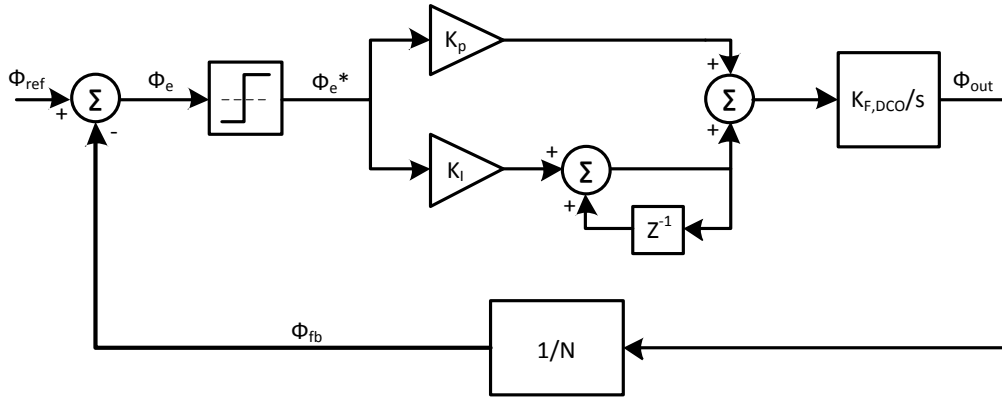 Φref
+
Σ
-
Φe
Φe*
Kp
KI
+
Σ
+
Z-1
+
Σ
+
KF,DCO/s
Φout
Φfb
1/N